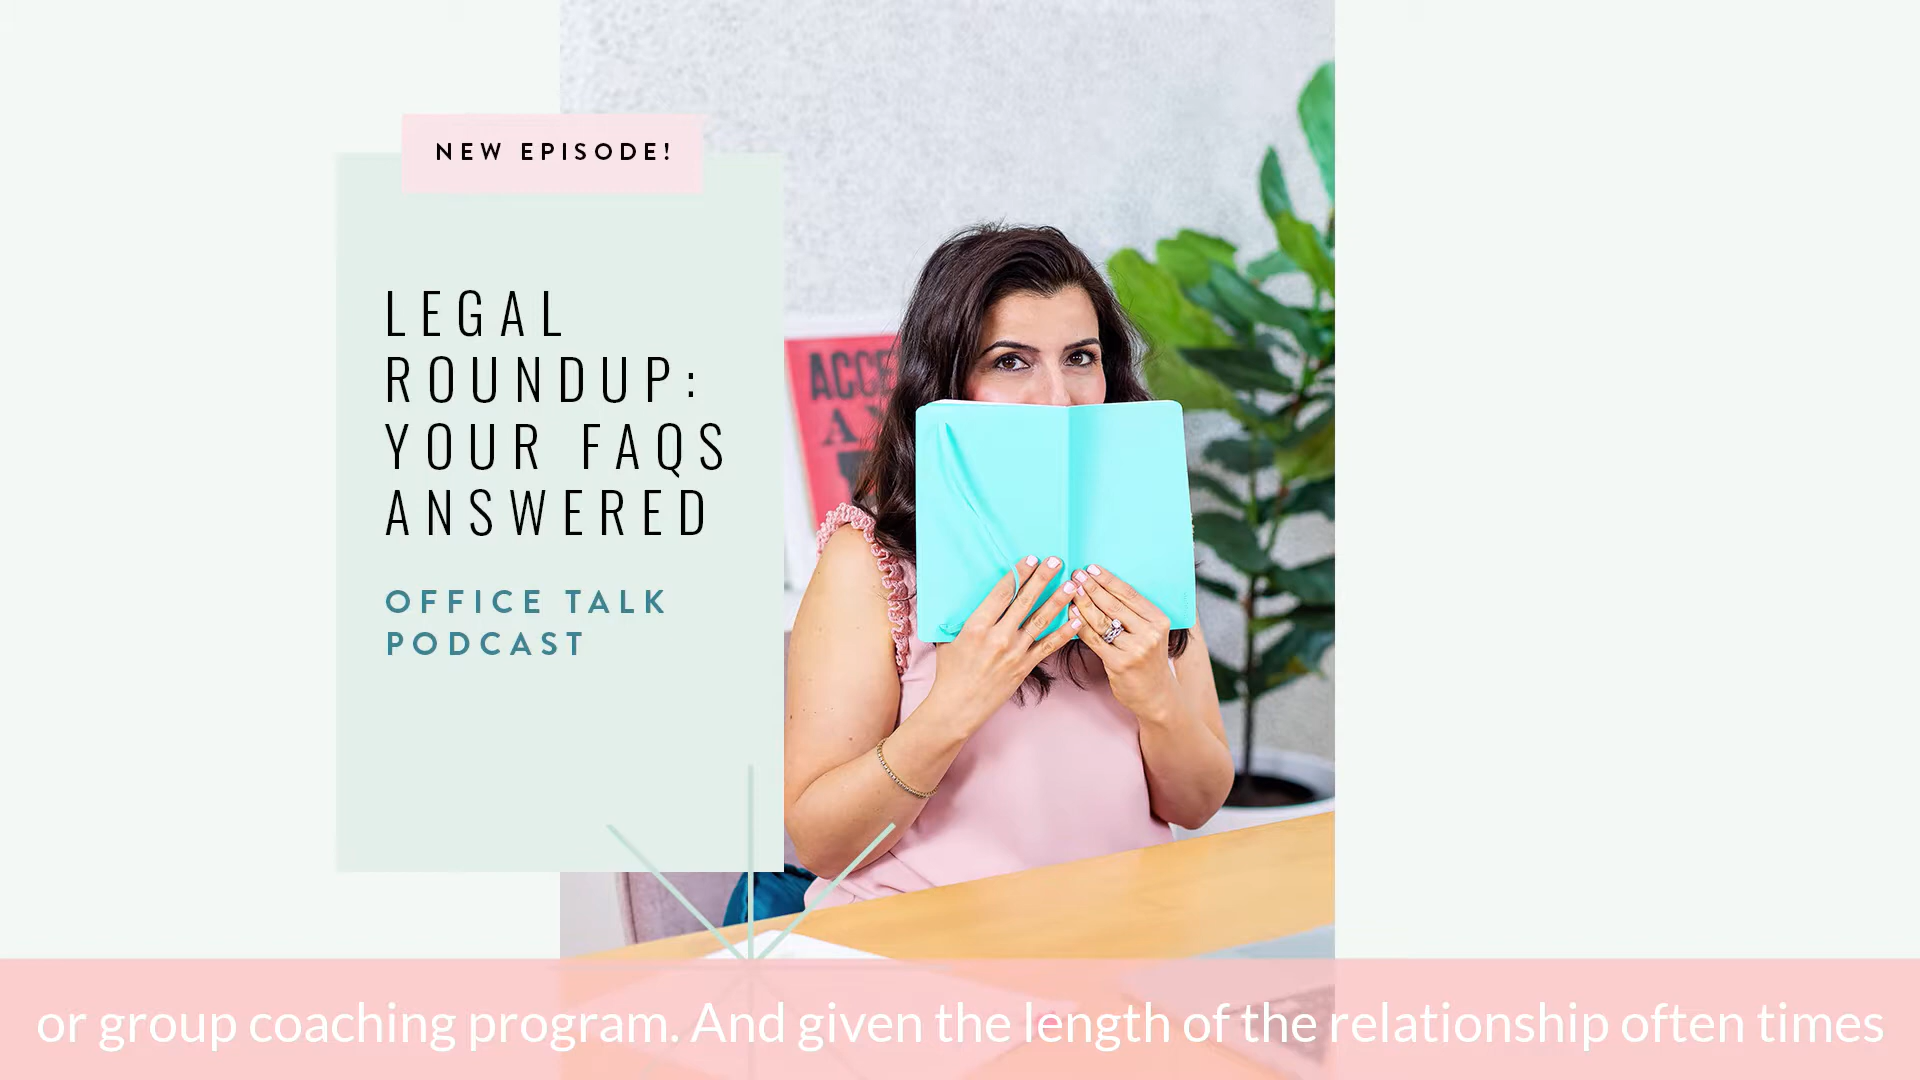 NEW EPISODE!
LEGAL
ROUNDUP:
YOUR FAQS
ANSWERED
OFFICE TALK
PODCAST
or group coaching program. And given the length of the relationship often times